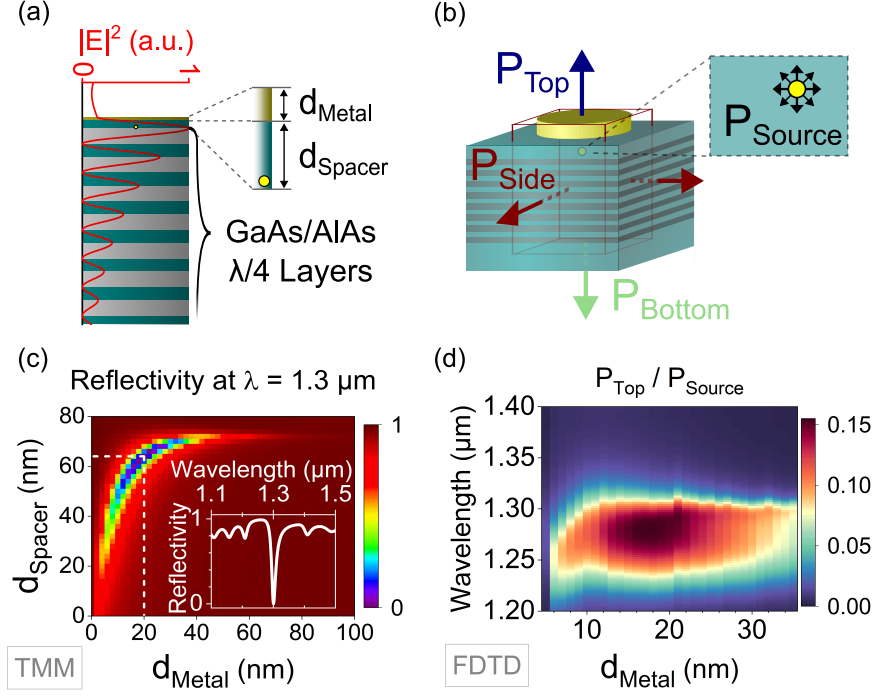 (a)
|E|² (a.u.)
0 1
d_Metal
d_Spacer
GaAs/AlAs
λ/4 Layers
(b)
P_Top
P_Source
P_Side
P_Bottom
(c)
Reflectivity at λ = 1.3 μm
80
60
40
20
0
d_Spacer (nm)
Wavelength (μm)
1.1 1.3 1.5
Reflectivity
1
0
0 20 40 60 80 100
d_Metal (nm)
1
0
TMM
(d)
P_Top / P_Source
1.40
1.35
1.30
1.25
1.20
Wavelength (μm)
10 20 30
d_Metal (nm)
0.15
0.10
0.05
0.00
FDTD